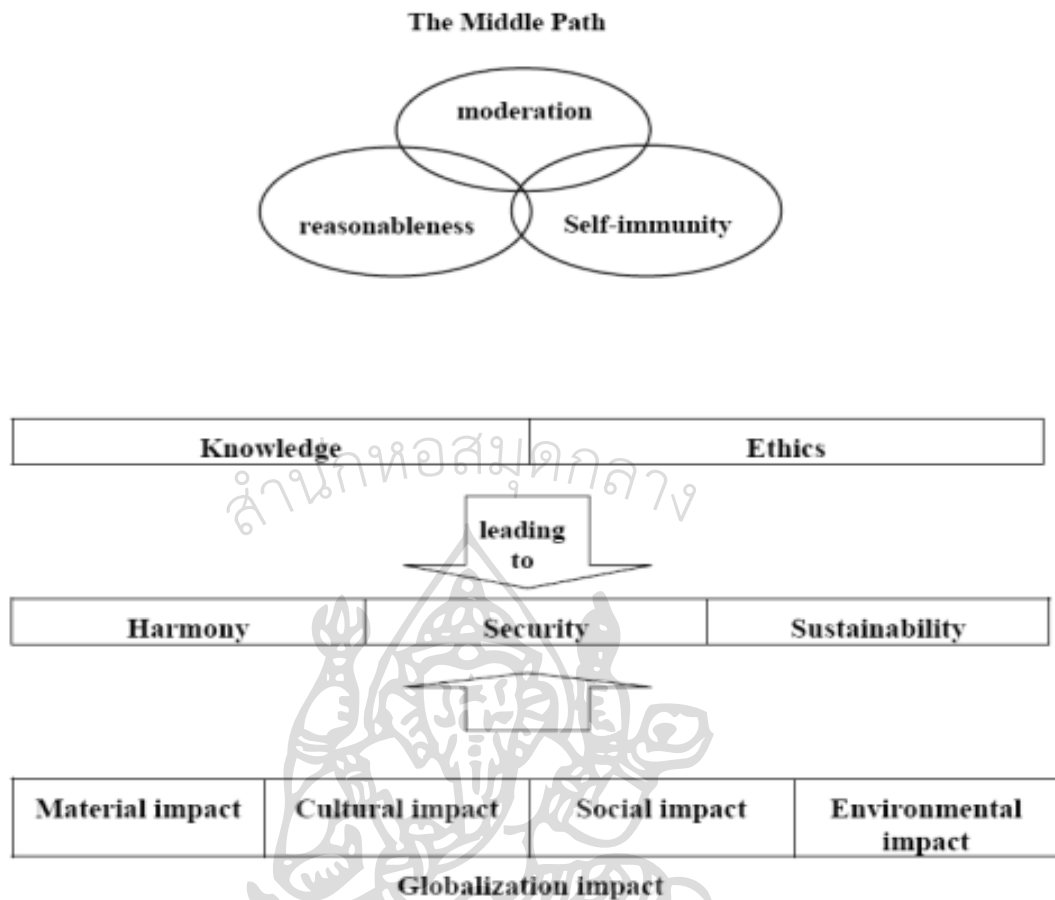 The Middle Path
moderation
reasonableness
Self-immunity
Knowledge
Ethics
สำนักหอสมุดกลาง
leading
to
Harmony
Security
Sustainability
Material impact
Cultural impact
Social impact
Environmental
impact
Globalization impact